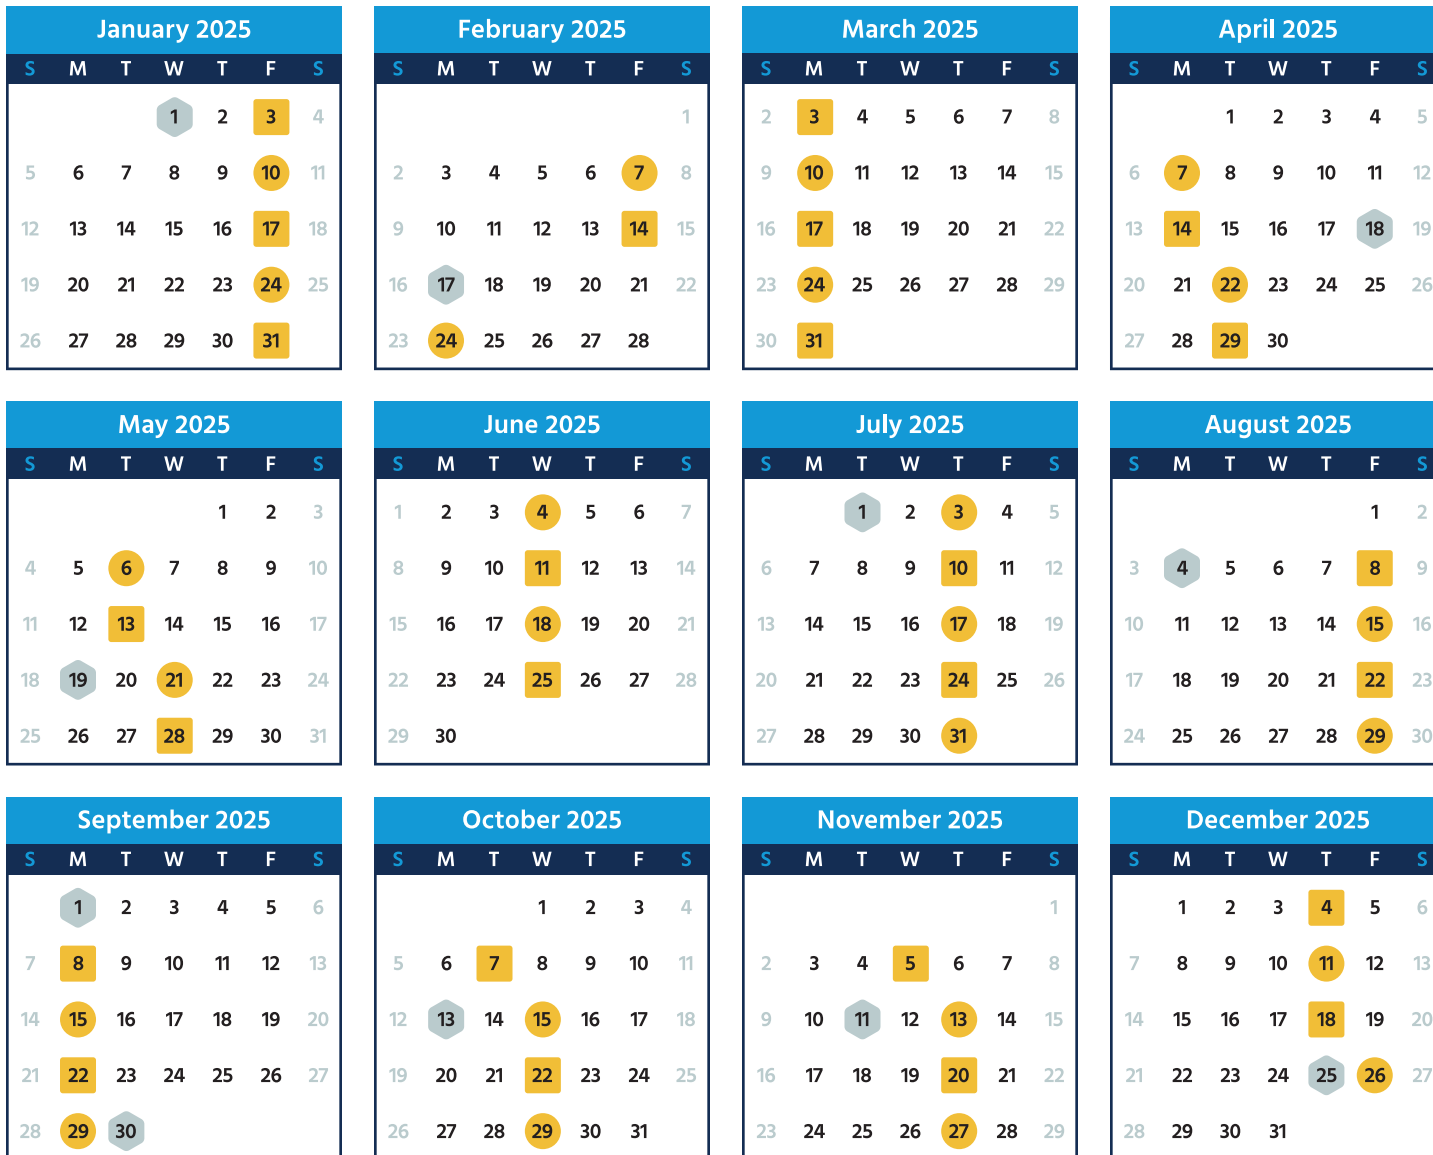 January 2025
S M T W T F S
1 2 3 4
5 6 7 8 9 10 11
12 13 14 15 16 17 18
19 20 21 22 23 24 25
26 27 28 29 30 31
February 2025
S M T W T F S
1
2 3 4 5 6 7 8
9 10 11 12 13 14 15
16 17 18 19 20 21 22
23 24 25 26 27 28
March 2025
S M T W T F S
2 3 4 5 6 7 8
9 10 11 12 13 14 15
16 17 18 19 20 21 22
23 24 25 26 27 28 29
30 31
April 2025
S M T W T F S
1 2 3 4 5
6 7 8 9 10 11 12
13 14 15 16 17 18 19
20 21 22 23 24 25 26
27 28 29 30
May 2025
S M T W T F S
1 2 3
4 5 6 7 8 9 10
11 12 13 14 15 16 17
18 19 20 21 22 23 24
25 26 27 28 29 30 31
June 2025
S M T W T F S
1 2 3 4 5 6 7
8 9 10 11 12 13 14
15 16 17 18 19 20 21
22 23 24 25 26 27 28
29 30
July 2025
S M T W T F S
1 2 3 4 5
6 7 8 9 10 11 12
13 14 15 16 17 18 19
20 21 22 23 24 25 26
27 28 29 30 31
August 2025
S M T W T F S
1 2
3 4 5 6 7 8 9
10 11 12 13 14 15 16
17 18 19 20 21 22 23
24 25 26 27 28 29 30
September 2025
S M T W T F S
1 2 3 4 5 6
7 8 9 10 11 12 13
14 15 16 17 18 19 20
21 22 23 24 25 26 27
28 29 30
October 2025
S M T W T F S
1 2 3 4
5 6 7 8 9 10 11
12 13 14 15 16 17 18
19 20 21 22 23 24 25
26 27 28 29 30 31
November 2025
S M T W T F S
1
2 3 4 5 6 7 8
9 10 11 12 13 14 15
16 17 18 19 20 21 22
23 24 25 26 27 28 29
December 2025
S M T W T F S
1 2 3 4 5 6
7 8 9 10 11 12 13
14 15 16 17 18 19 20
21 22 23 24 25 26 27
28 29 30 31